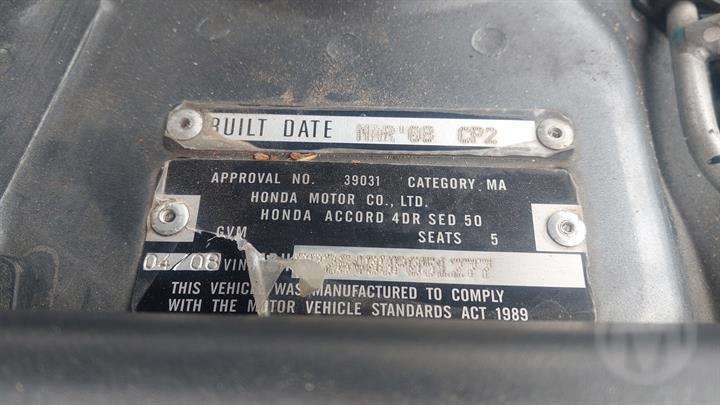 BUILT DATE MAR'08 CP2
APPROVAL NO. 39031 CATEGORY MA
HONDA MOTOR CO., LTD.
HONDA ACCORD 4DR SED 50
GVM SEATS 5
04/08 VIN
THIS VEHICLE WAS MANUFACTURED TO COMPLY
WITH THE MOTOR VEHICLE STANDARDS ACT 1989